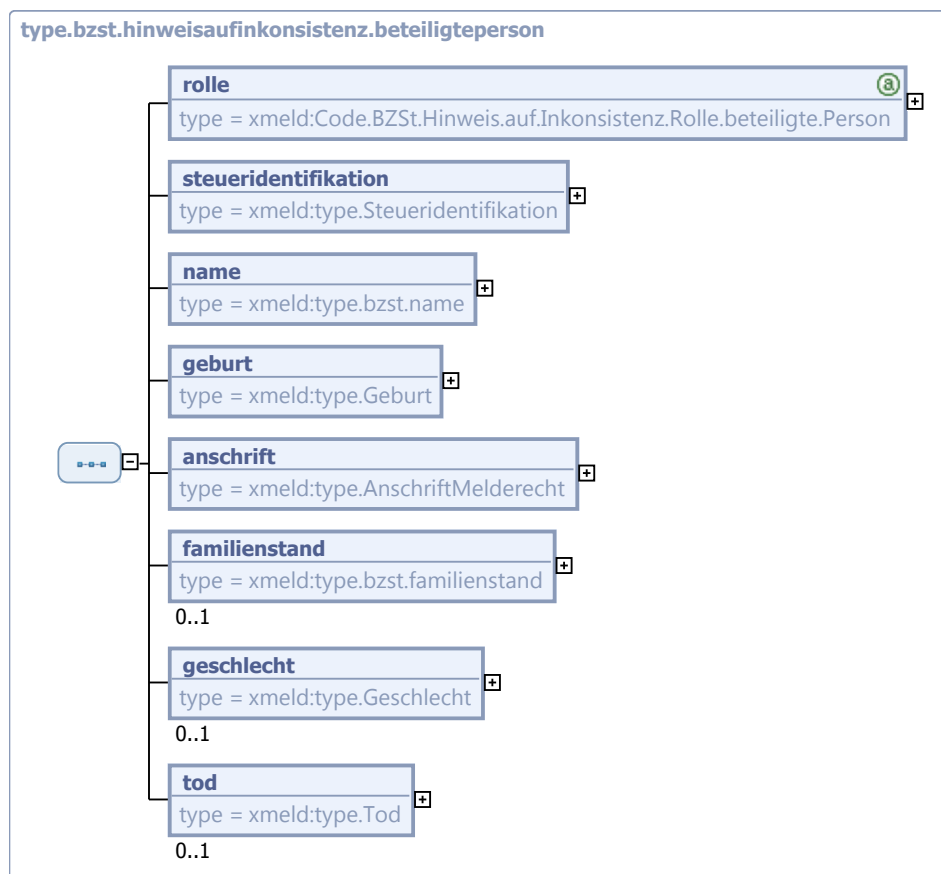 type.bzst.hinweisaufinkonsistenz.beteiligteperson
rolle
a
type = xmeld:Code.BZSt.Hinweis.auf.Inkonsistenz.Rolle.beteiligte.Person
steueridentifikation
type = xmeld:type.Steueridentifikation
name
type = xmeld:type.bzst.name
geburt
type = xmeld:type.Geburt
anschrift
type = xmeld:type.AnschriftMelderecht
familienstand
type = xmeld:type.bzst.familienstand
0..1
geschlecht
type = xmeld:type.Geschlecht
0..1
tod
type = xmeld:type.Tod
0..1